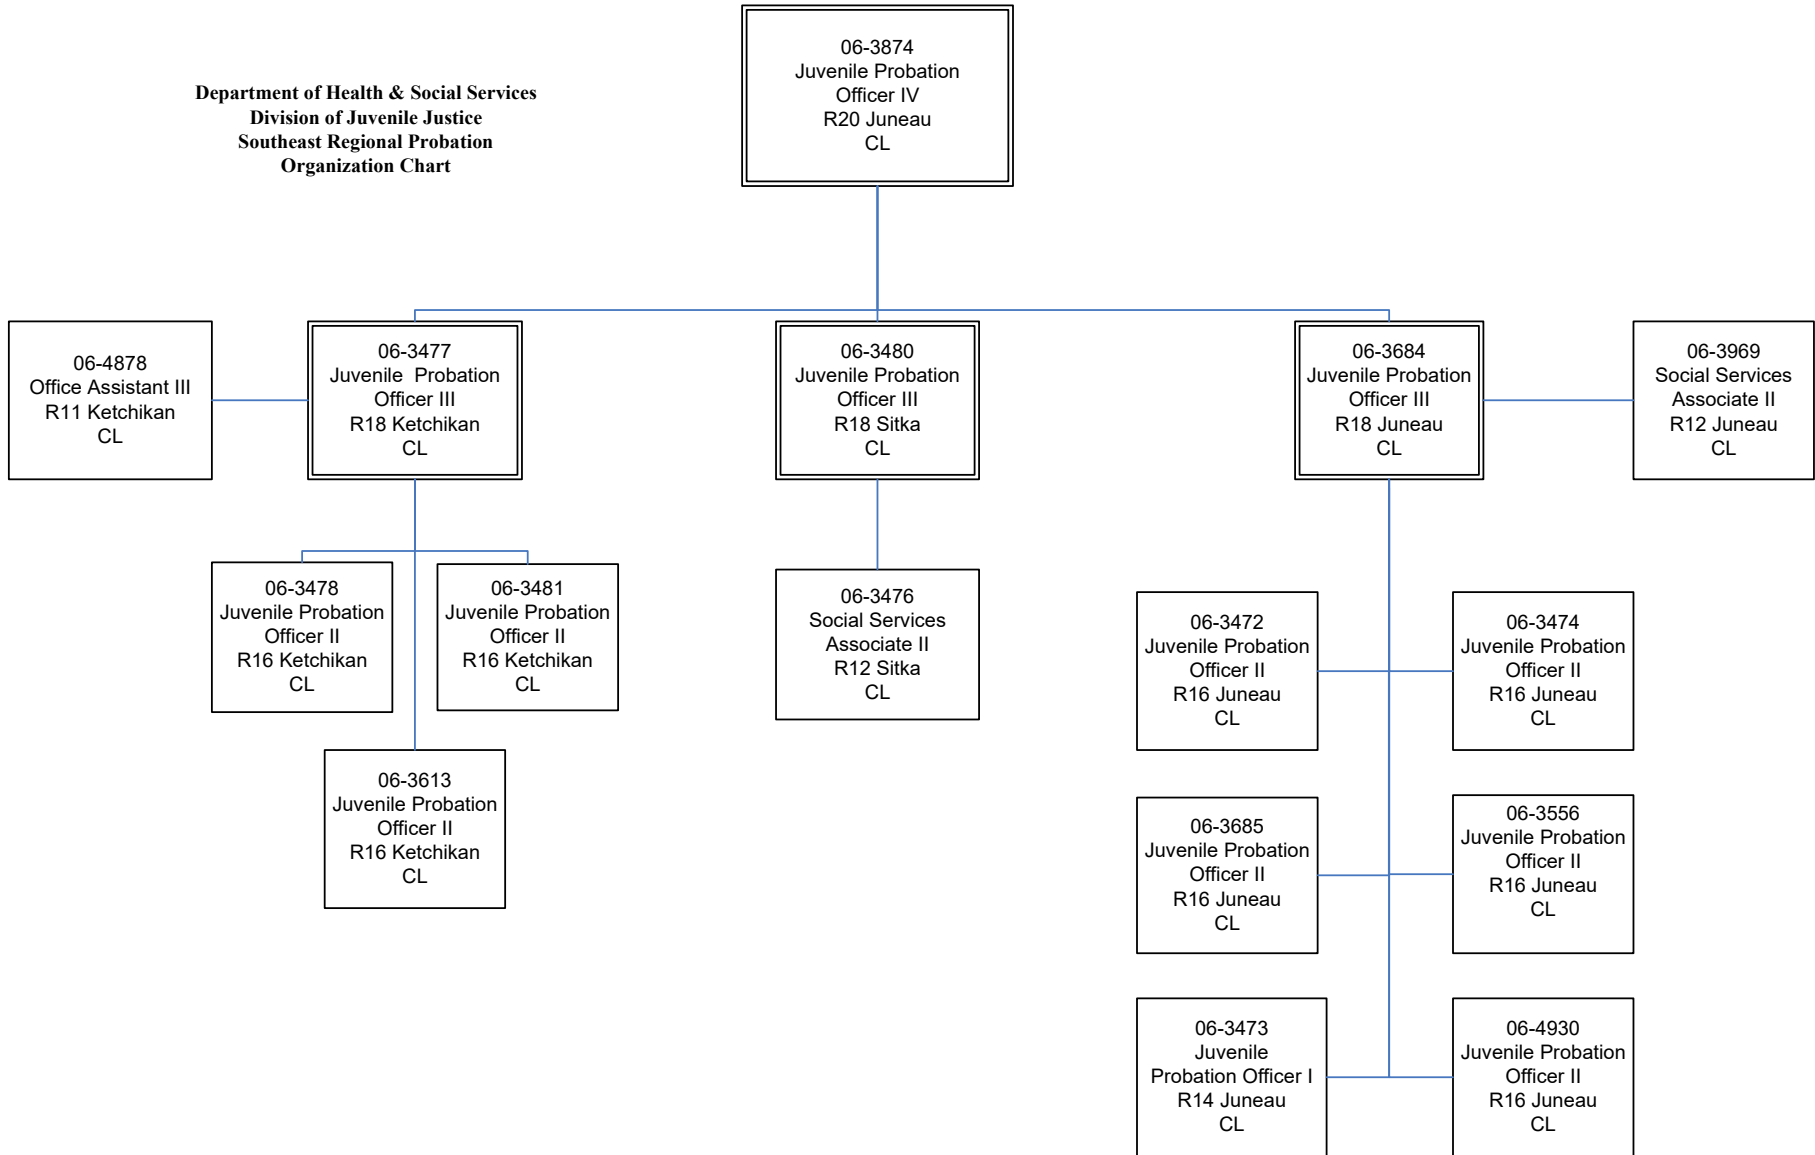 Department of Health & Social Services
Division of Juvenile Justice
Southeast Regional Probation
Organization Chart
06-3874
Juvenile Probation
Officer IV
R20 Juneau
CL
06-4878
Office Assistant III
R11 Ketchikan
CL
06-3477
Juvenile  Probation
Officer III
R18 Ketchikan
CL
06-3480
Juvenile Probation
Officer III
R18 Sitka
CL
06-3684
Juvenile Probation
Officer III
R18 Juneau
CL
06-3969
Social Services
Associate II
R12 Juneau
CL
06-3478
Juvenile Probation
Officer II
R16 Ketchikan
CL
06-3481
Juvenile Probation
Officer II
R16 Ketchikan
CL
06-3613
Juvenile Probation
Officer II
R16 Ketchikan
CL
06-3476
Social Services
Associate II
R12 Sitka
CL
06-3472
Juvenile Probation
Officer II
R16 Juneau
CL
06-3474
Juvenile Probation
Officer II
R16 Juneau
CL
06-3685
Juvenile Probation
Officer II
R16 Juneau
CL
06-3556
Juvenile Probation
Officer II
R16 Juneau
CL
06-3473
Juvenile
Probation Officer I
R14 Juneau
CL
06-4930
Juvenile Probation
Officer II
R16 Juneau
CL